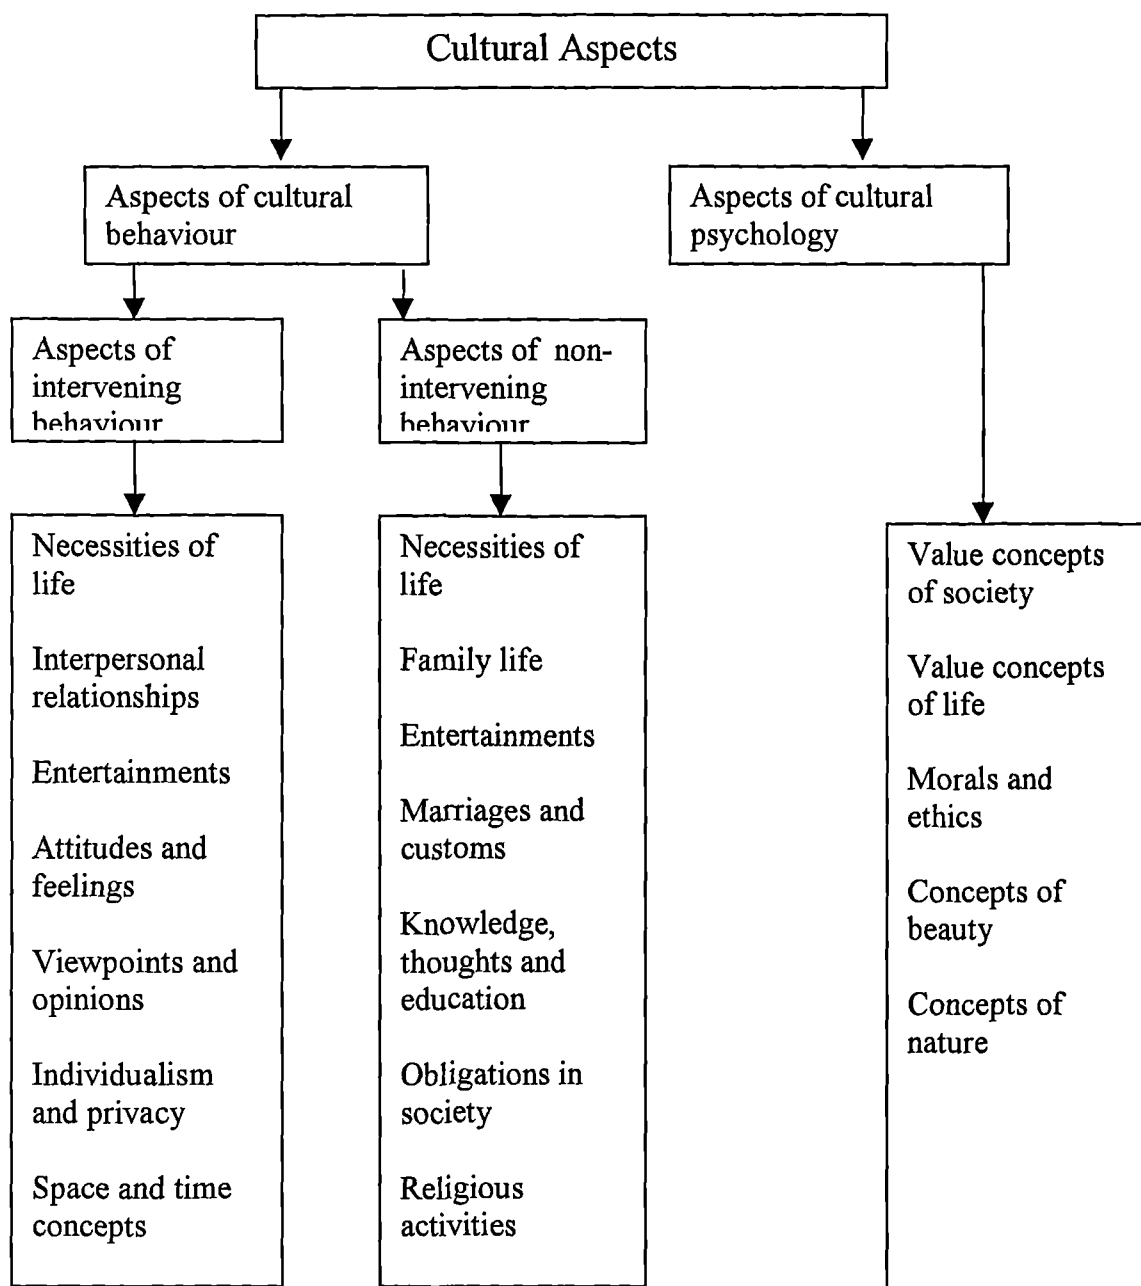 Cultural Aspects
Aspects of cultural
behaviour
Aspects of cultural
psychology
Aspects of
intervening
behaviour
Aspects of non-
intervening
behaviour
Necessities of
life
Interpersonal
relationships
Entertainments
Attitudes and
feelings
Viewpoints and
opinions
Individualism
and privacy
Space and time
concepts
Necessities of
life
Family life
Entertainments
Marriages and
customs
Knowledge,
thoughts and
education
Obligations in
society
Religious
activities
Value concepts
of society
Value concepts
of life
Morals and
ethics
Concepts of
beauty
Concepts of
nature